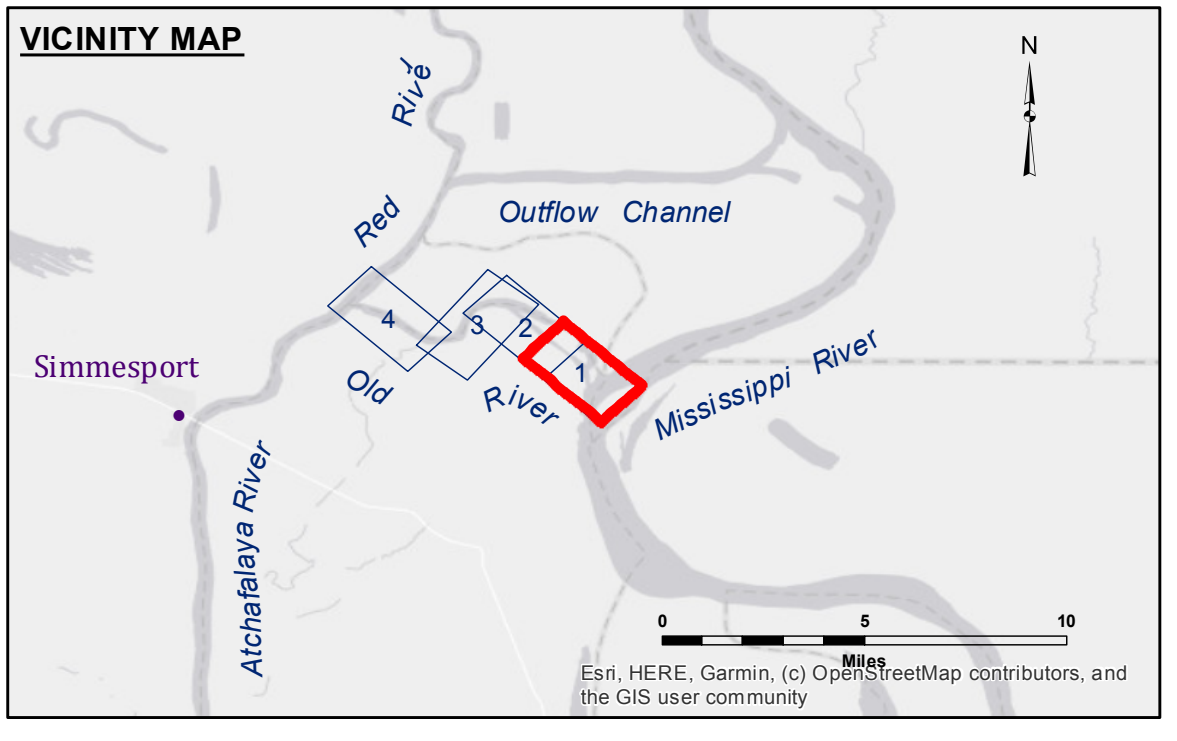 VICINITY MAP
N
Red River
Outflow Channel
4
3
2
1
Simmesport
Old River
Mississippi River
Atchafalaya River
0 5 10
Miles
Esri, HERE, Garmin, (c) OpenStreetMap contributors, and
the GIS user community